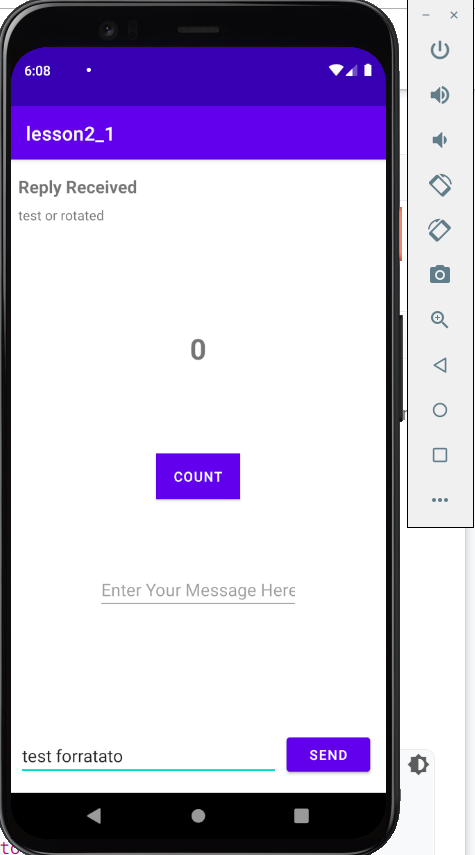 6:08
lesson2_1
Reply Received
test or rotated
0
COUNT
Enter Your Message Here
test forratato
SEND
to